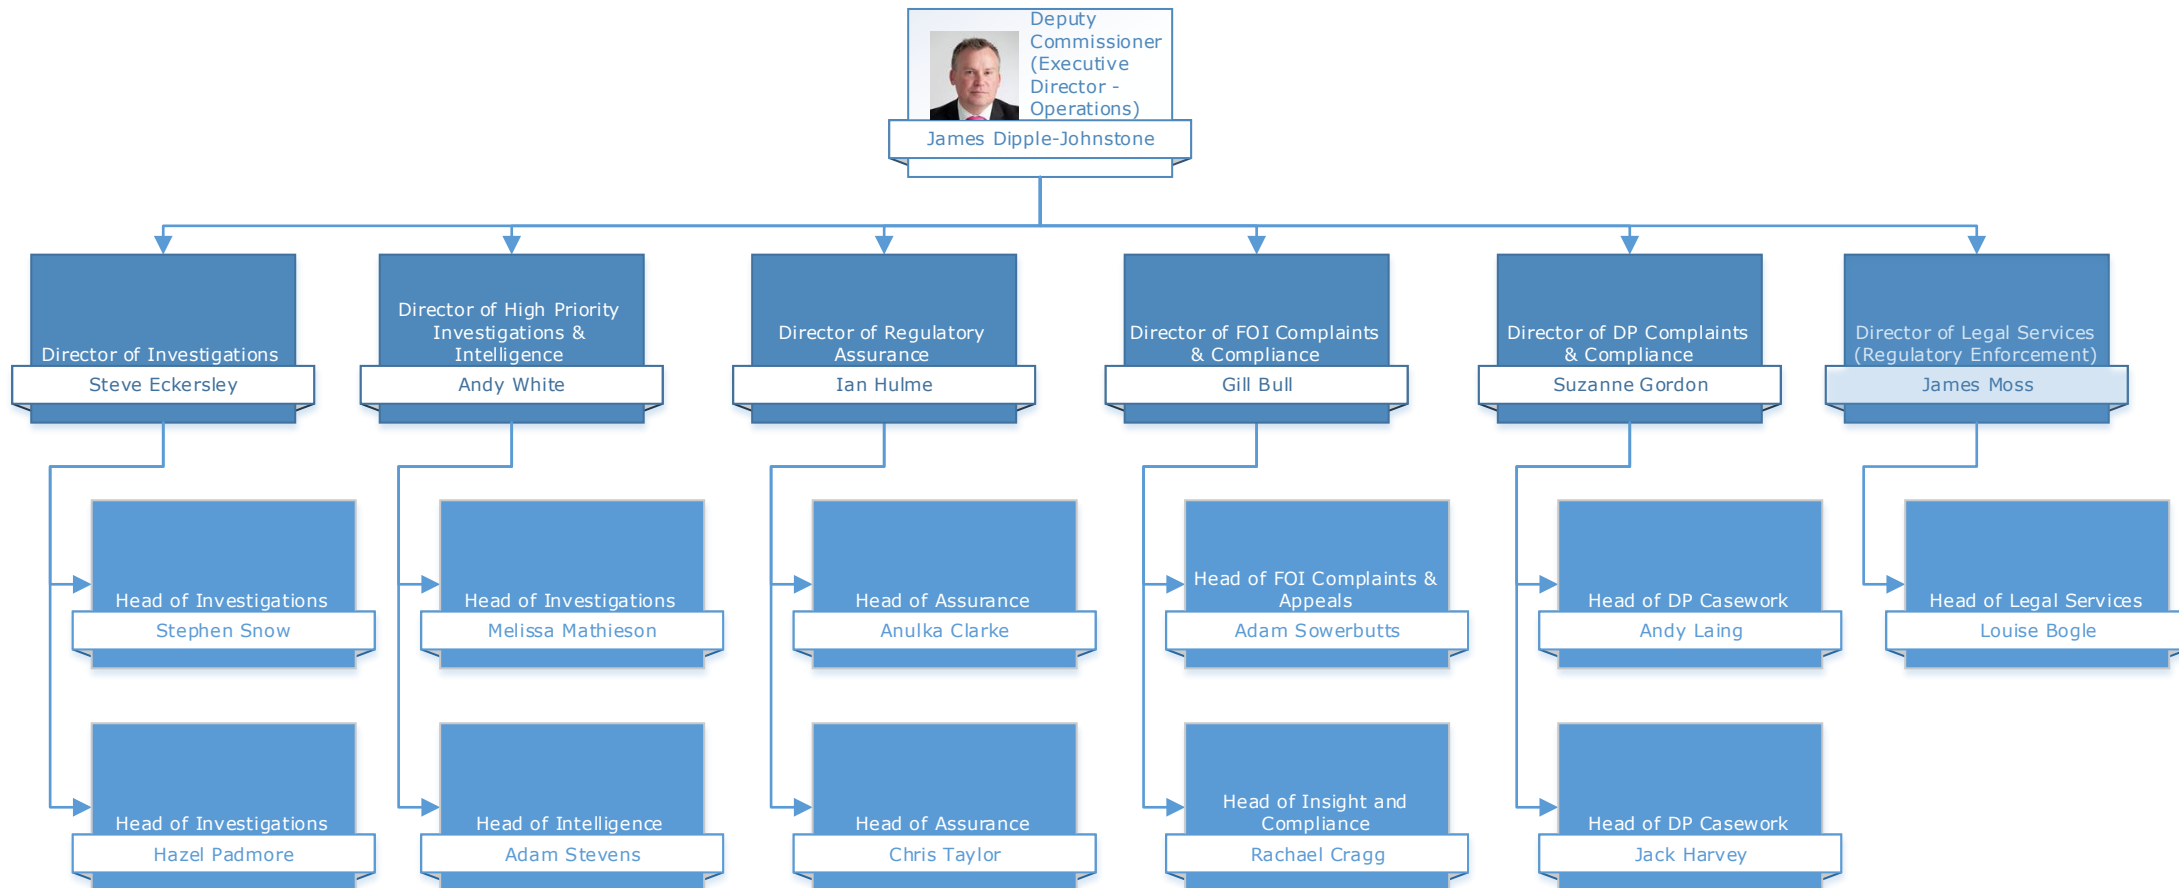 Deputy
Commissioner
(Executive
Director -
Operations)
James Dipple-Johnstone
Director of Investigations
Steve Eckersley
Director of High Priority
Investigations &
Intelligence
Andy White
Director of Regulatory
Assurance
Ian Hulme
Director of FOI Complaints
& Compliance
Gill Bull
Director of DP Complaints
& Compliance
Suzanne Gordon
Director of Legal Services
(Regulatory Enforcement)
James Moss
Head of Investigations
Stephen Snow
Head of Investigations
Melissa Mathieson
Head of Assurance
Anulka Clarke
Head of FOI Complaints &
Appeals
Adam Sowerbutts
Head of DP Casework
Andy Laing
Head of Legal Services
Louise Bogle
Head of Investigations
Hazel Padmore
Head of Intelligence
Adam Stevens
Head of Assurance
Chris Taylor
Head of Insight and
Compliance
Rachael Cragg
Head of DP Casework
Jack Harvey